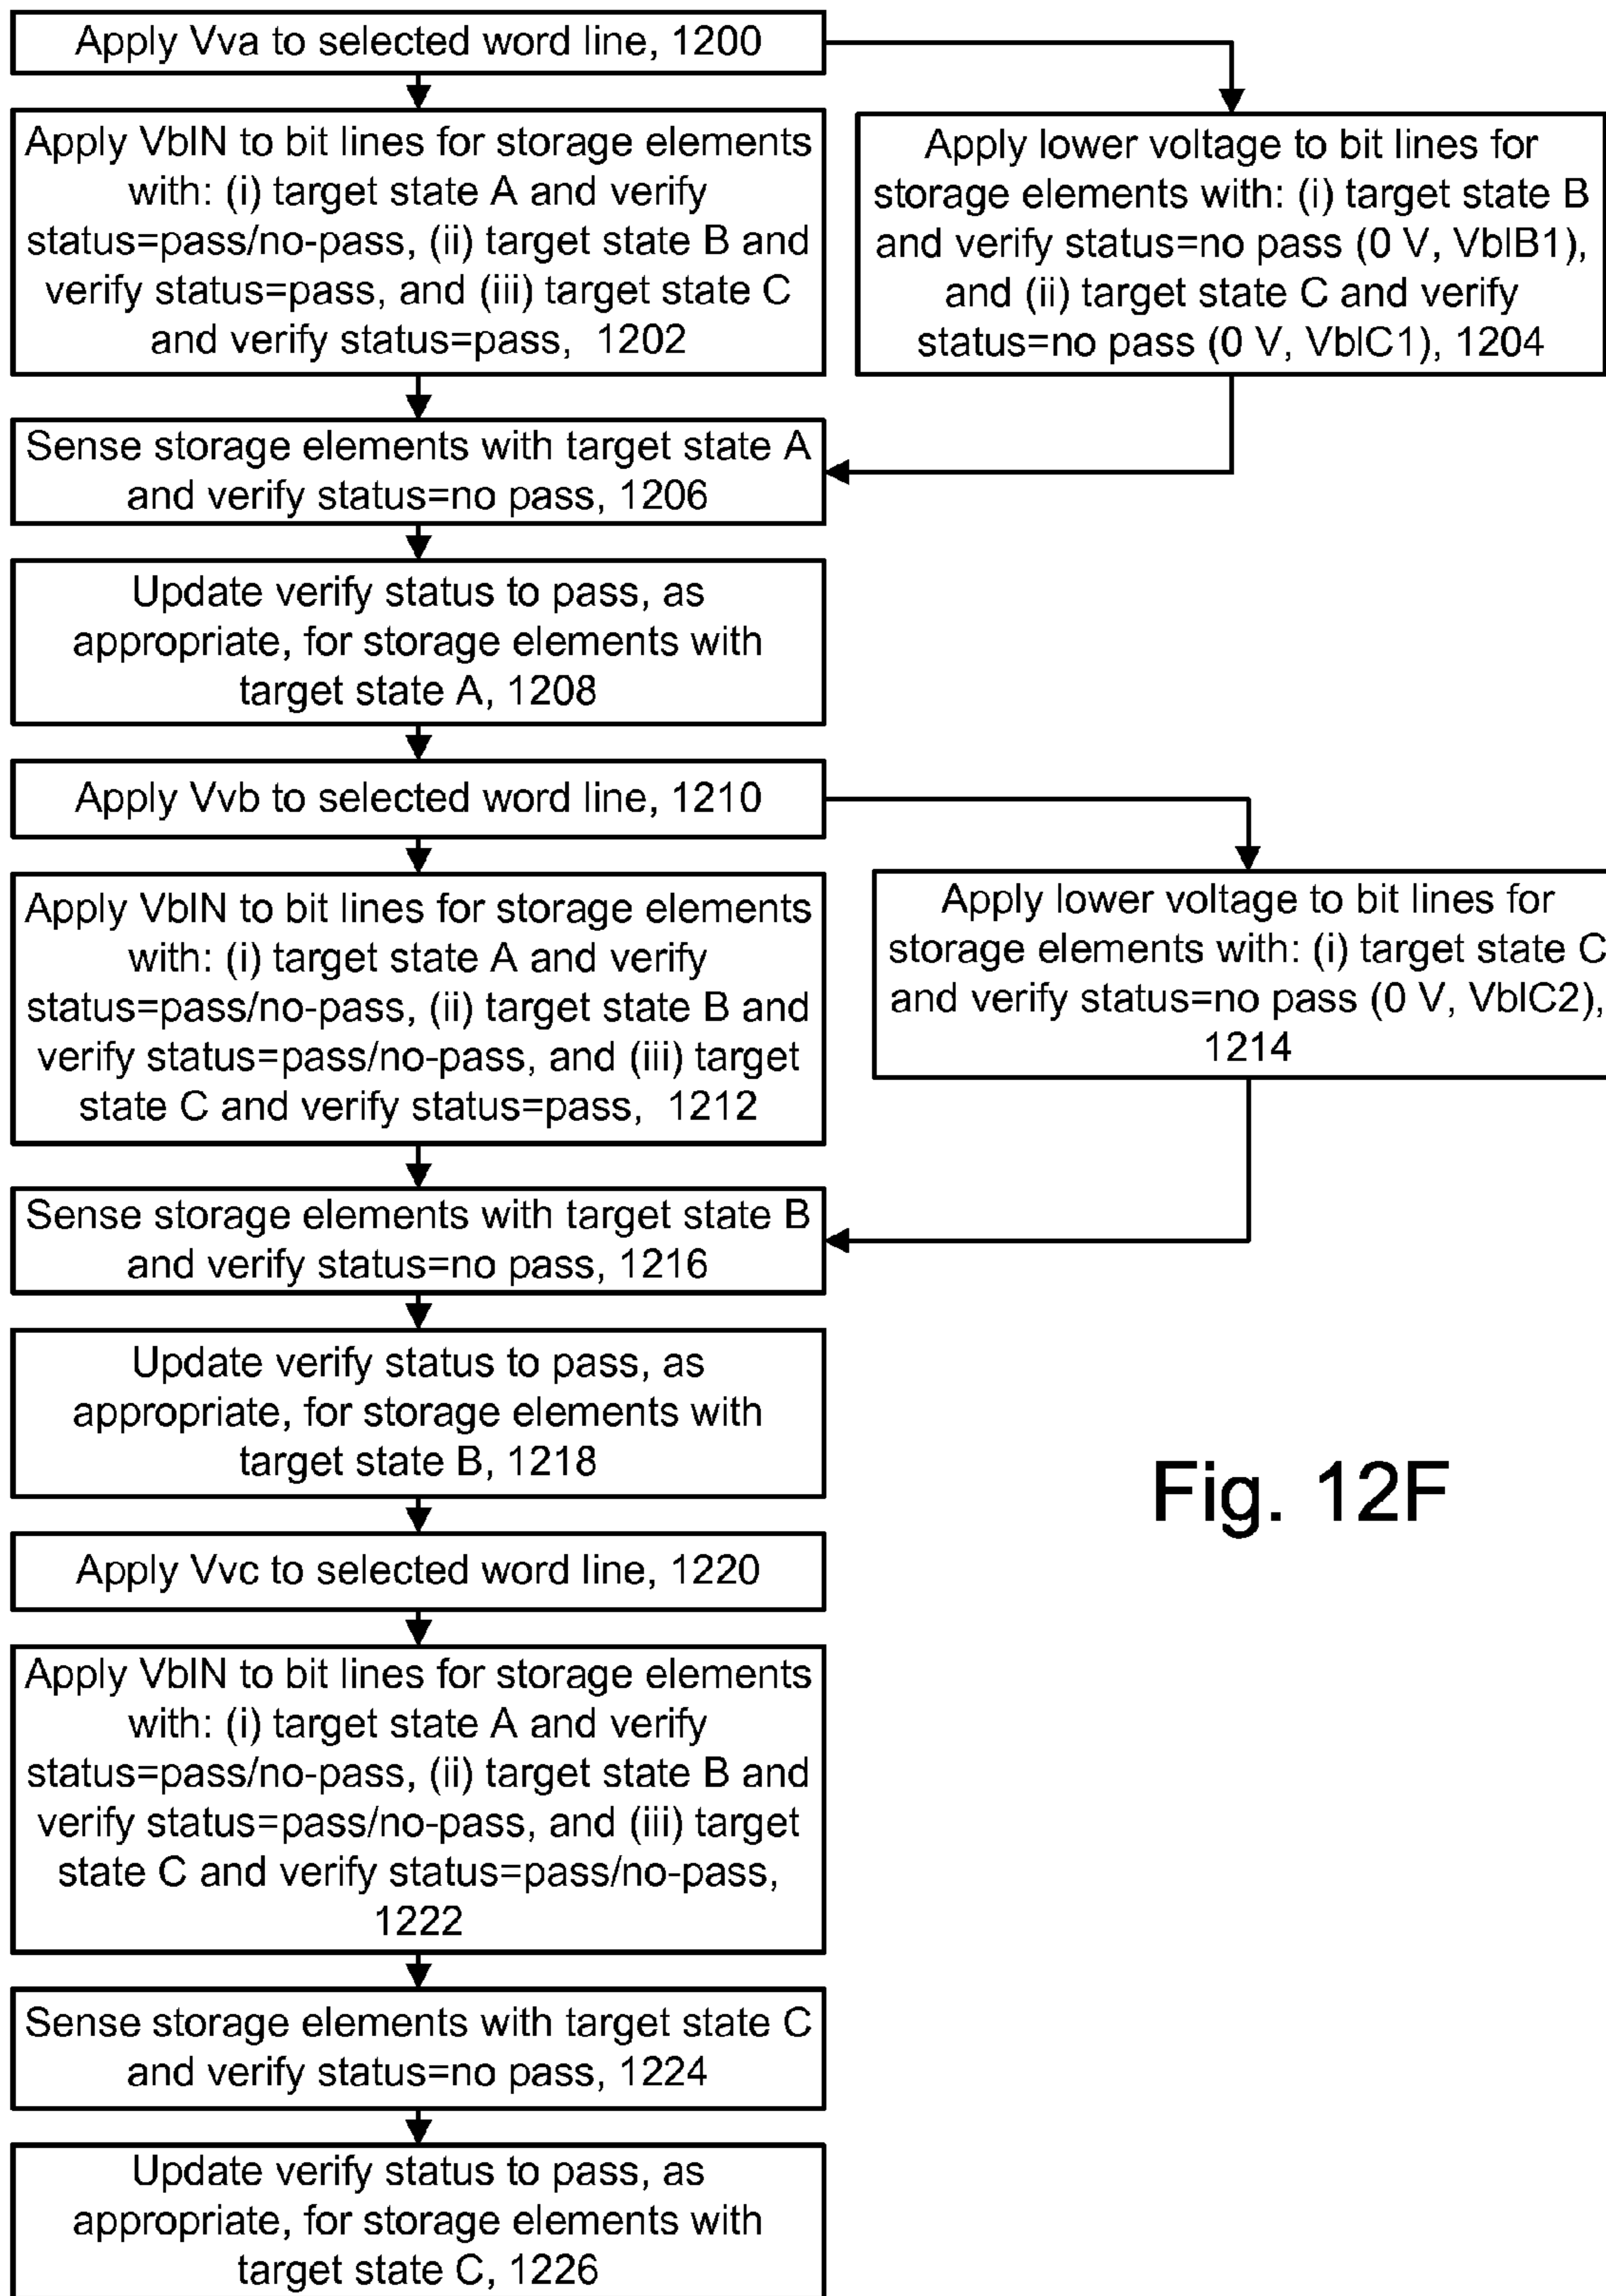 Apply Vva to selected word line, 1200
Apply VblN to bit lines for storage elements
with: (i) target state A and verify
status=pass/no-pass, (ii) target state B and
verify status=pass, and (iii) target state C
and verify status=pass, 1202
Apply lower voltage to bit lines for
storage elements with: (i) target state B
and verify status=no pass (0 V, VblB1),
and (ii) target state C and verify
status=no pass (0 V, VblC1), 1204
Sense storage elements with target state A
and verify status=no pass, 1206
Update verify status to pass, as
appropriate, for storage elements with
target state A, 1208
Apply Vvb to selected word line, 1210
Apply VblN to bit lines for storage elements
with: (i) target state A and verify
status=pass/no-pass, (ii) target state B and
verify status=pass/no-pass, and (iii) target
state C and verify status=pass, 1212
Apply lower voltage to bit lines for
storage elements with: (i) target state C
and verify status=no pass (0 V, VblC2),
1214
Sense storage elements with target state B
and verify status=no pass, 1216
Update verify status to pass, as
appropriate, for storage elements with
target state B, 1218
Fig. 12F
Apply Vvc to selected word line, 1220
Apply VblN to bit lines for storage elements
with: (i) target state A and verify
status=pass/no-pass, (ii) target state B and
verify status=pass/no-pass, and (iii) target
state C and verify status=pass/no-pass,
1222
Sense storage elements with target state C
and verify status=no pass, 1224
Update verify status to pass, as
appropriate, for storage elements with
target state C, 1226